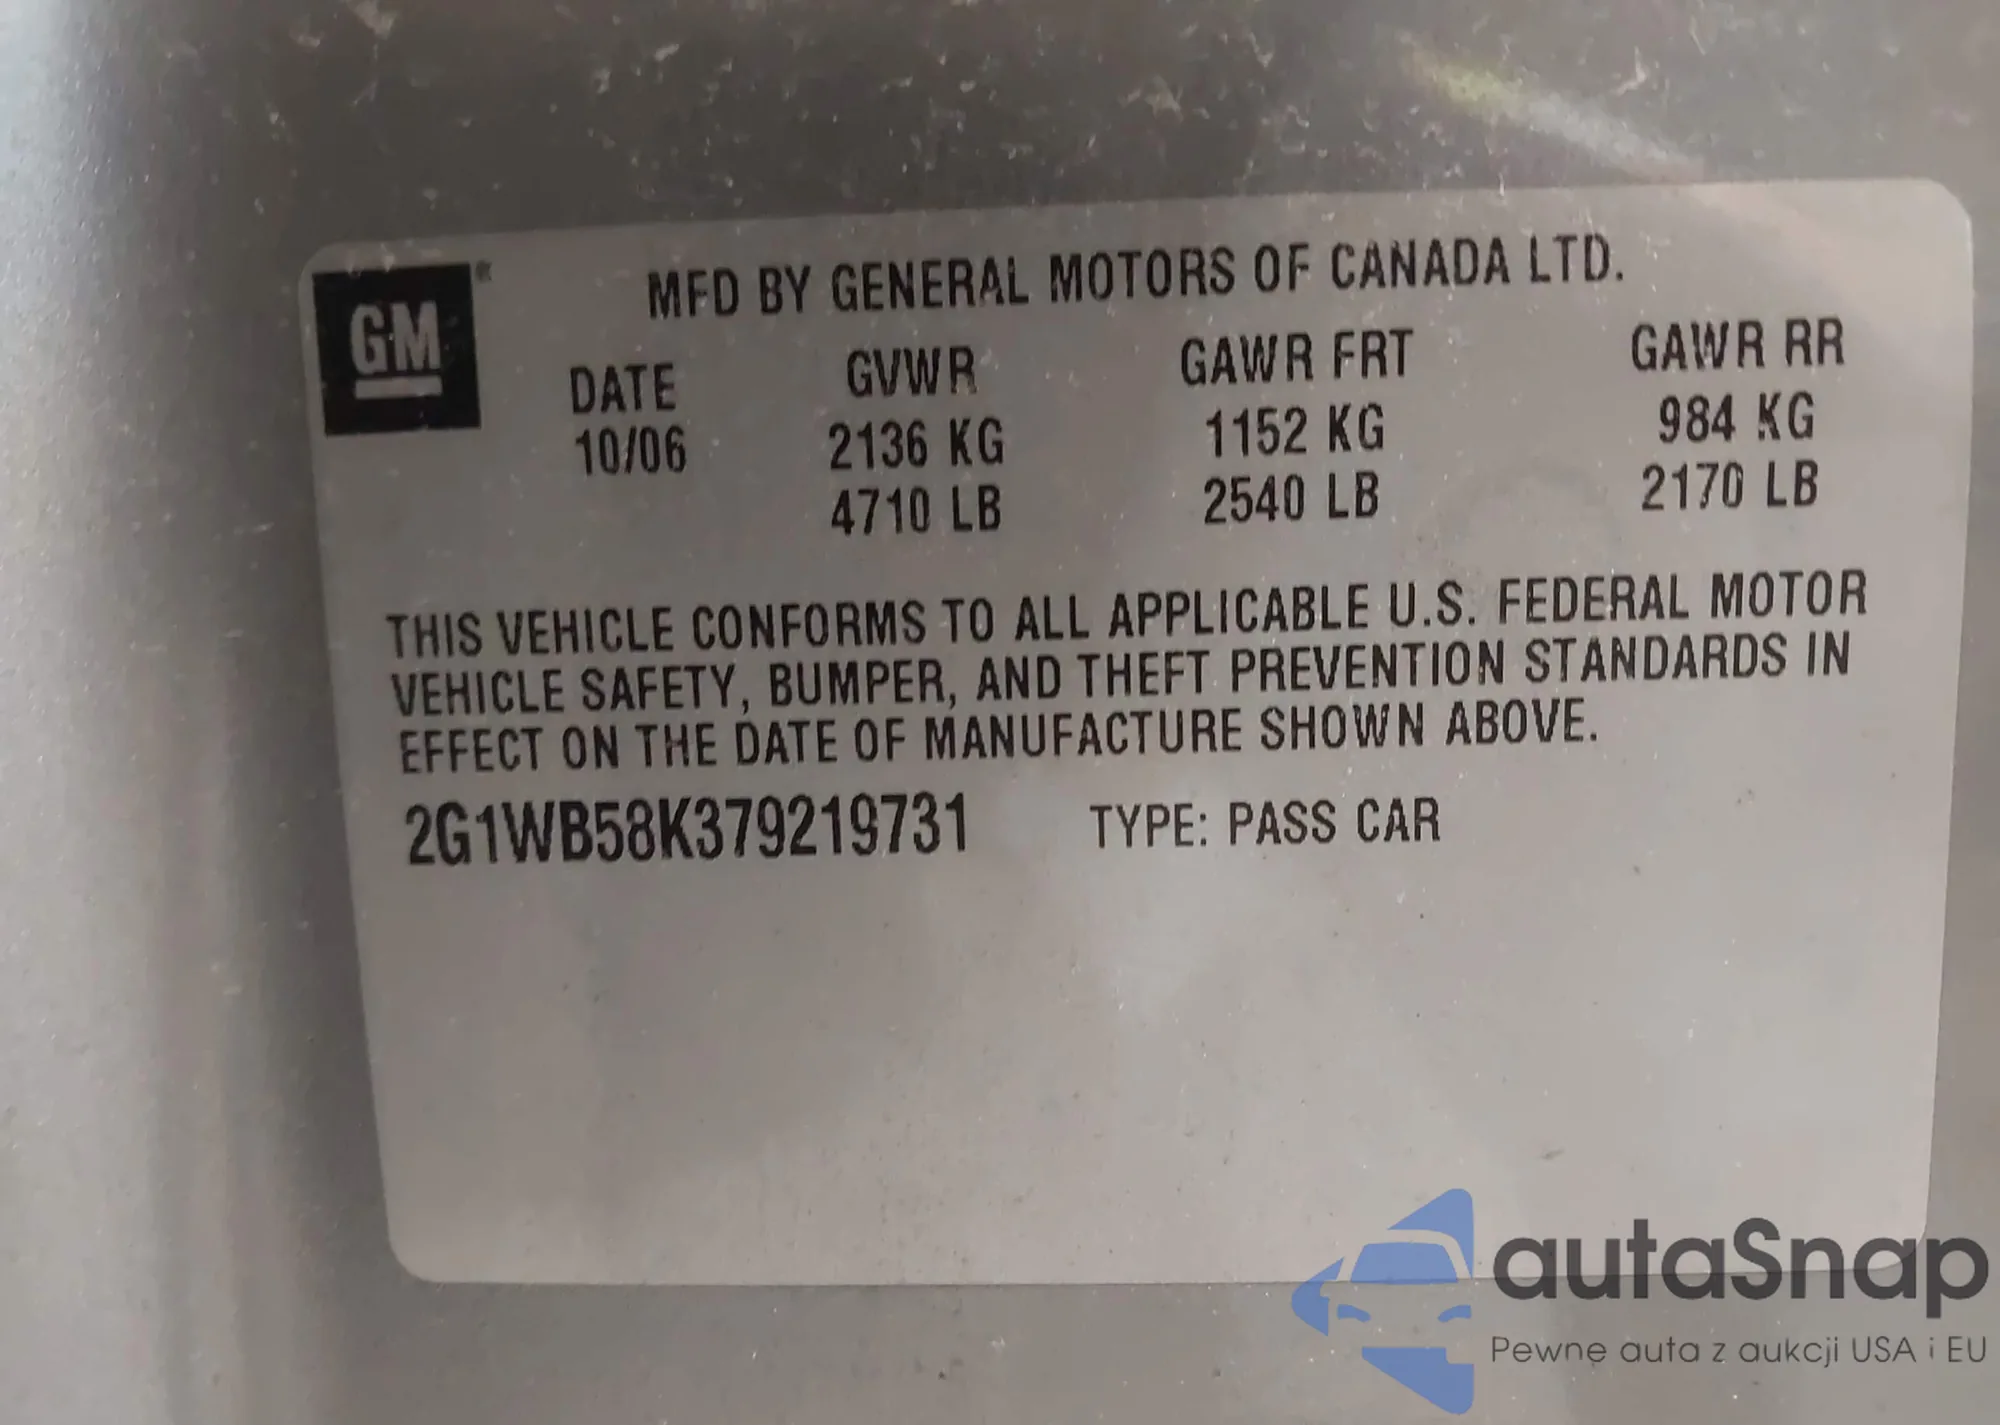 GM®
MFD BY GENERAL MOTORS OF CANADA LTD.
DATE GVWR GAWR FRT GAWR RR
10/06 2136 KG 1152 KG 984 KG
4710 LB 2540 LB 2170 LB
THIS VEHICLE CONFORMS TO ALL APPLICABLE U.S. FEDERAL MOTOR
VEHICLE SAFETY, BUMPER, AND THEFT PREVENTION STANDARDS IN
EFFECT ON THE DATE OF MANUFACTURE SHOWN ABOVE.
2G1WB58K379219731 TYPE: PASS CAR
autaSnap
Pewne auta z aukcji USA i EU